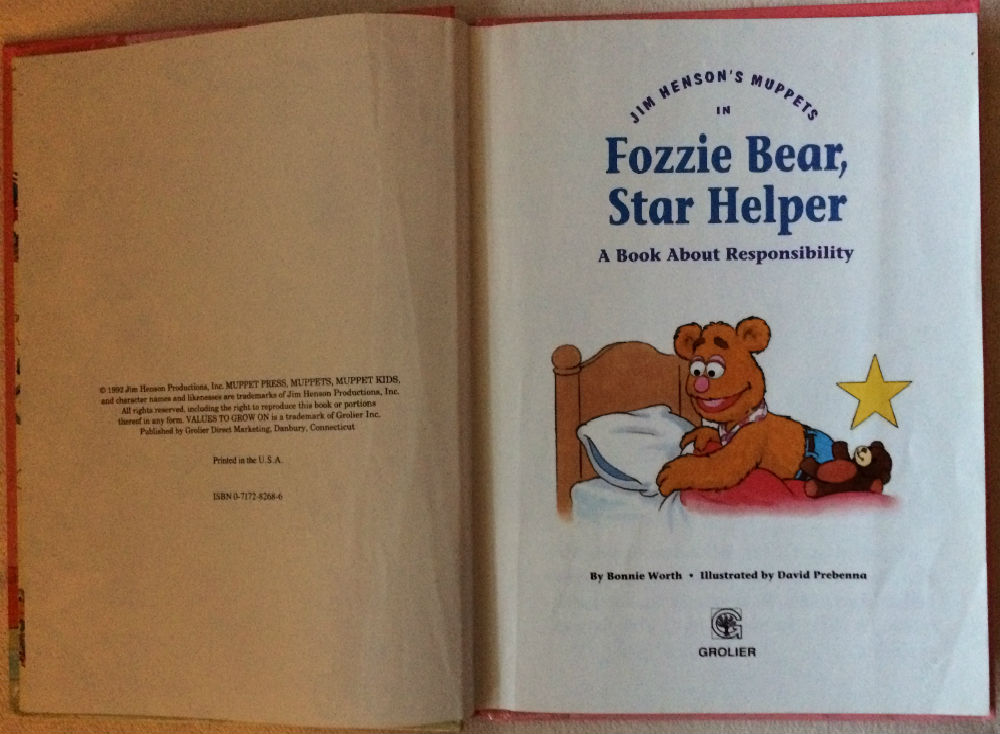 © 1992 Jim Henson Productions, Inc. MUPPET PRESS, MUPPETS, MUPPET KIDS,
and character names and likenesses are trademarks of Jim Henson Productions, Inc.
All rights reserved, including the right to reproduce this book or portions
thereof in any form. VALUES TO GROW ON is a trademark of Grolier Inc.
Published by Grolier Direct Marketing, Danbury, Connecticut
Printed in the U.S.A.
ISBN 0-7172-8268-6
JIM HENSON'S MUPPETS
IN
Fozzie Bear,
Star Helper
A Book About Responsibility
By Bonnie Worth • Illustrated by David Prebenna
GROLIER